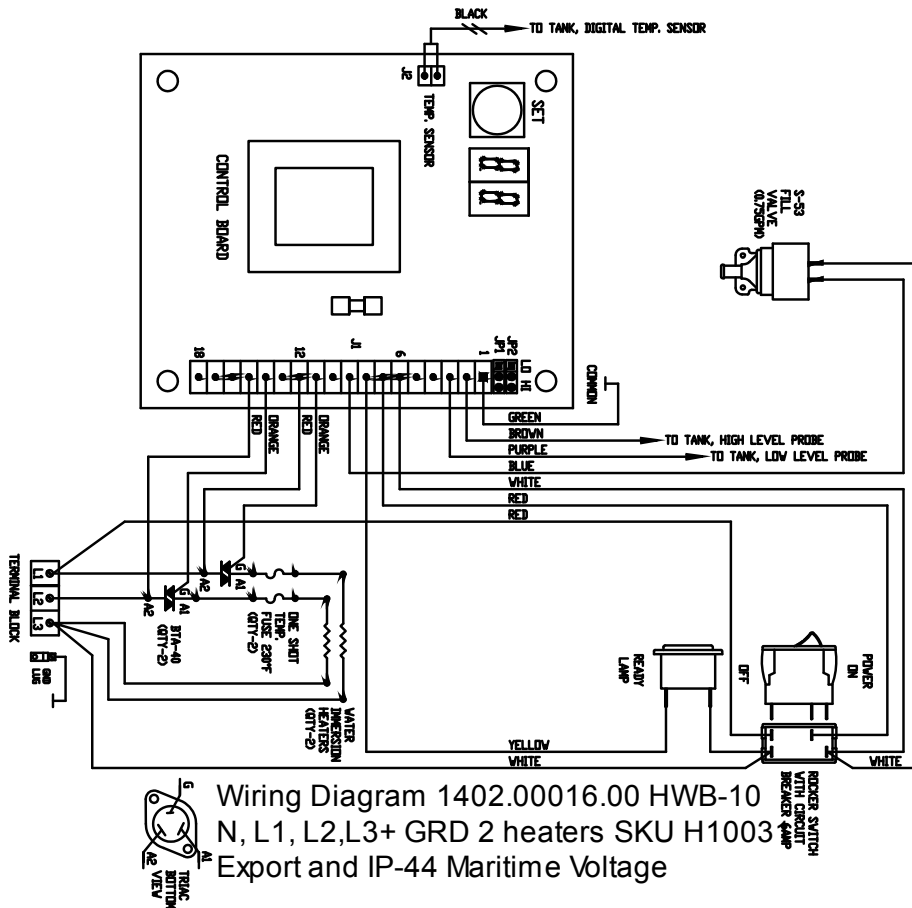 BLACK
TO TANK, DIGITAL TEMP. SENSOR
J2
TEMP. SENSOR
SET
CONTROL BOARD
S-53
FILL
VALVE
(0.75GPM)
18
12
J1
6
1
JP1
JP2
LO
HI
COMMON
RED
ORANGE
RED
ORANGE
GREEN
BROWN
TO TANK, HIGH LEVEL PROBE
PURPLE
TO TANK, LOW LEVEL PROBE
BLUE
WHITE
RED
RED
TERMINAL BLOCK
L1
L2
L3
GND
LUG
A2
G
A1
A2
G
A1
BTA-40
(QTY-2)
ONE SHOT
TEMP.
FUSE 230°F
(QTY-2)
WATER
IMMERSION
HEATERS
(QTY-2)
READY
LAMP
OFF
POWER
ON
YELLOW
WHITE
WHITE
ROCKER SWITCH
WITH CIRCUIT
BREAKER 6AMP
G
A2
A1
TRIAC
BOTTOM
VIEW
Wiring Diagram 1402.00016.00 HWB-10
N, L1, L2,L3+ GRD 2 heaters SKU H1003
Export and IP-44 Maritime Voltage